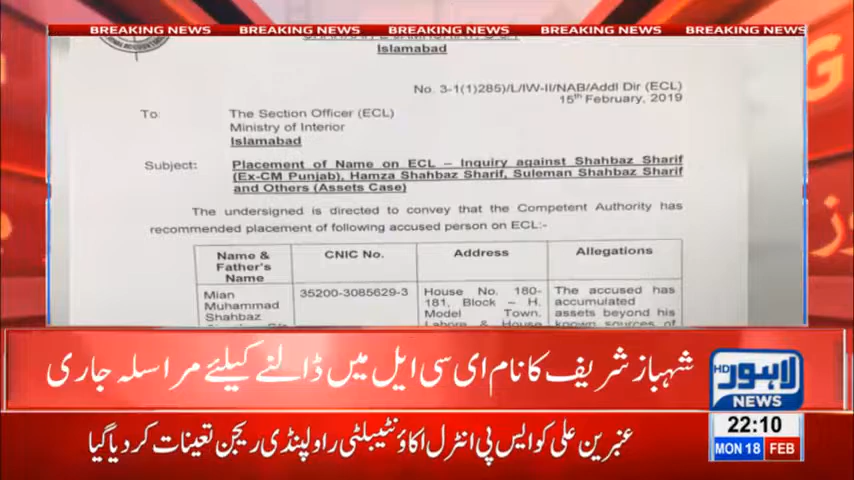 BREAKING NEWS BREAKING NEWS BREAKING NEWS BREAKING NEWS BREAKING NEWS
Islamabad
No. 3-1(1)285)/L/IW-II/NAB/Addl Dir (ECL)
15th February, 2019
To: The Section Officer (ECL)
Ministry of Interior
Islamabad
Subject: Placement of Name on ECL – Inquiry against Shahbaz Sharif
(Ex-CM Punjab), Hamza Shahbaz Sharif, Suleman Shahbaz Sharif
and Others (Assets Case)
The undersigned is directed to convey that the Competent Authority has
recommended placement of following accused person on ECL:-
Name & Father's Name CNIC No. Address Allegations
Mian 35200-3085629-3 House No. 180- The accused has
Muhammad 181, Block – H. accumulated
Shahbaz Model Town. assets beyond his
Lahore & House known sources of
شہباز شریف کا نام ای سی ایل میں ڈالنے کیلئے مراسلہ جاری
HD لاہور
NEWS
عنبرین علی کو ایس پی انٹرل اکاؤنٹیبلٹی راولپنڈی ریجن تعینات کر دیا گیا
22:10
MON 18 FEB